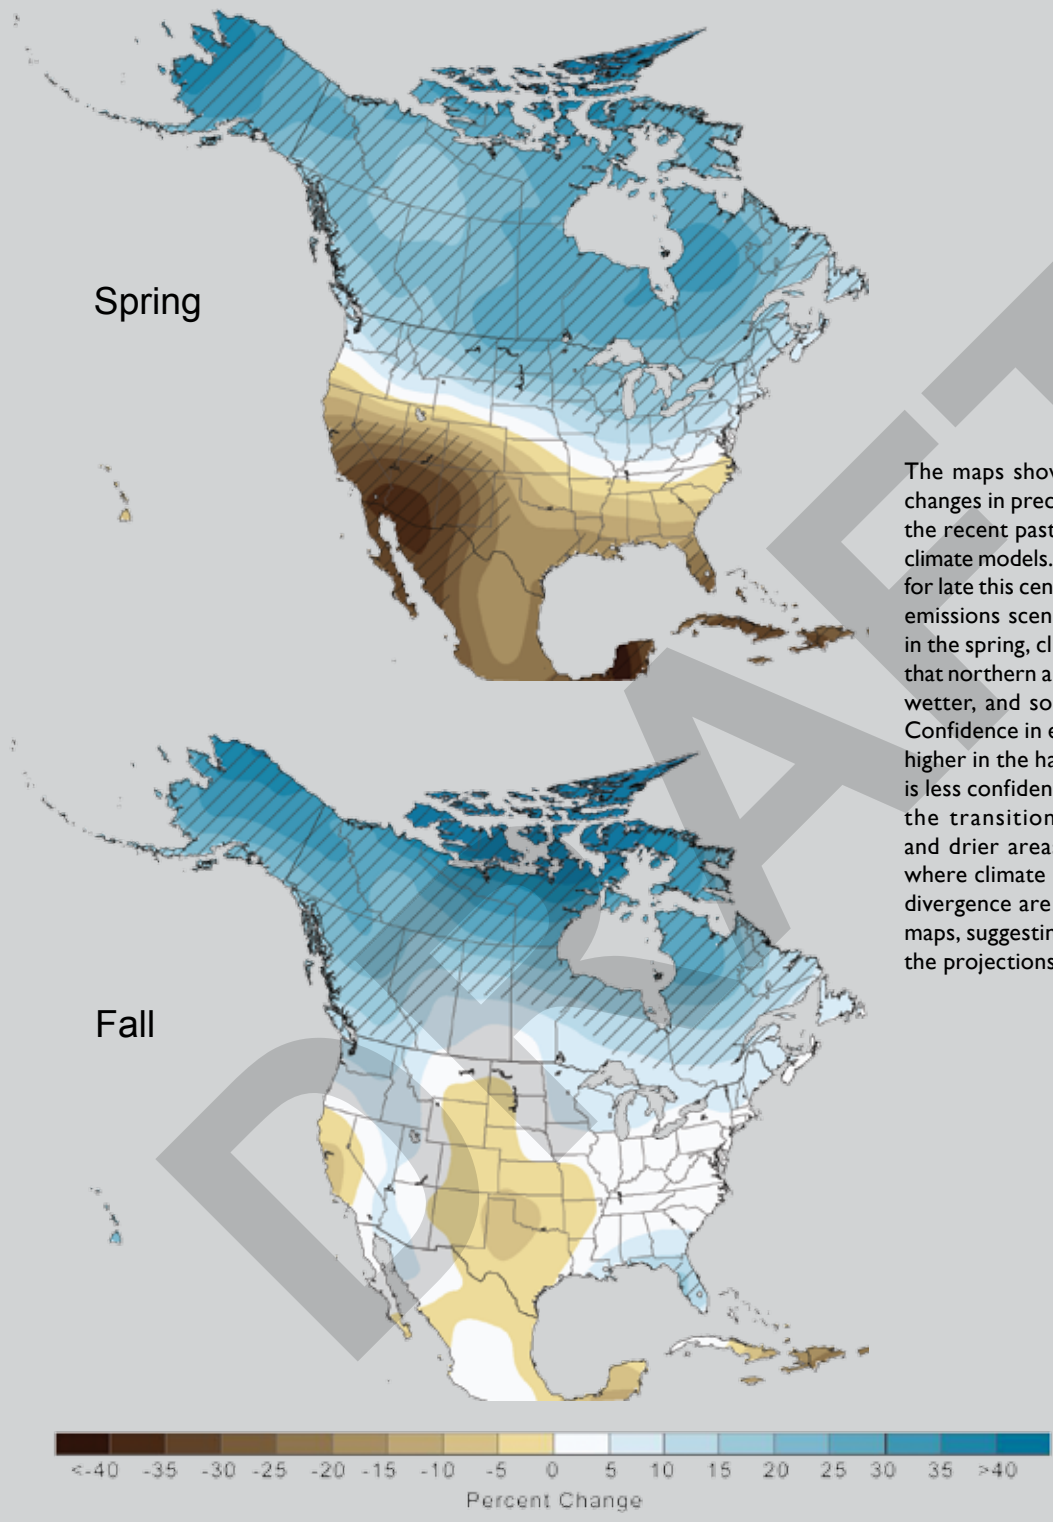 Spring
The maps show
changes in prec
the recent past
climate models.
for late this cen
emissions scen
in the spring, cl
that northern a
wetter, and so
Confidence in e
higher in the ha
is less confiden
the transition
and drier area
where climate
divergence are
maps, suggestin
the projections
Fall
<-40 -35 -30 -25 -20 -15 -10 -5 0 5 10 15 20 25 30 35 >40
Percent Change
DRAFT